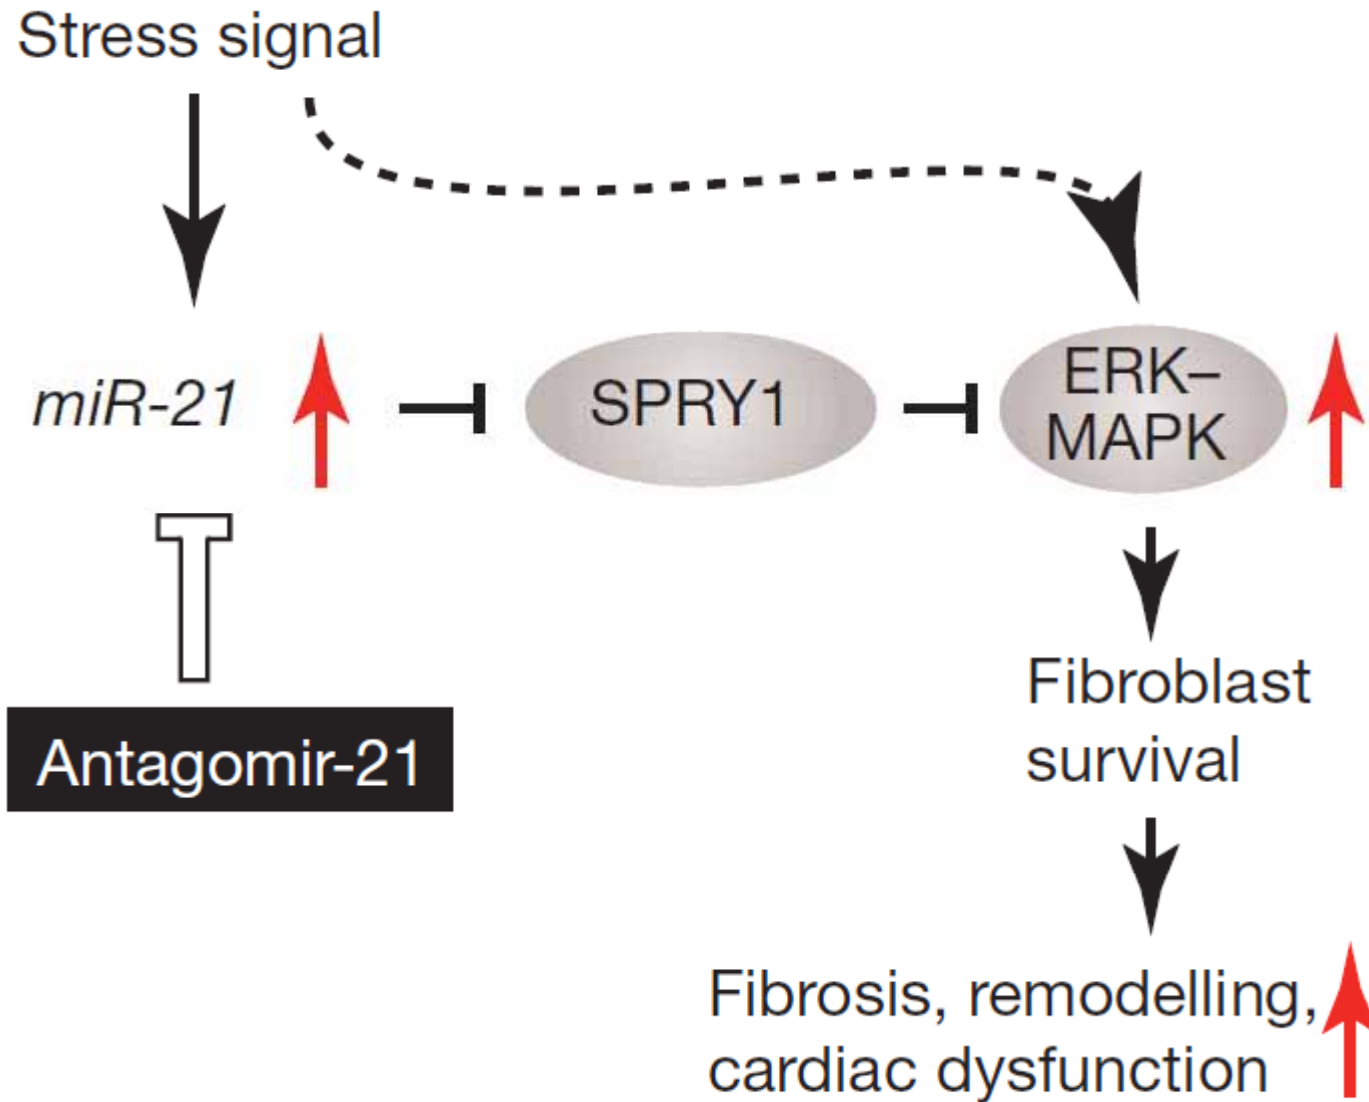 Stress signal
miR-21
SPRY1
ERK–
MAPK
Antagomir-21
Fibroblast
survival
Fibrosis, remodelling,
cardiac dysfunction